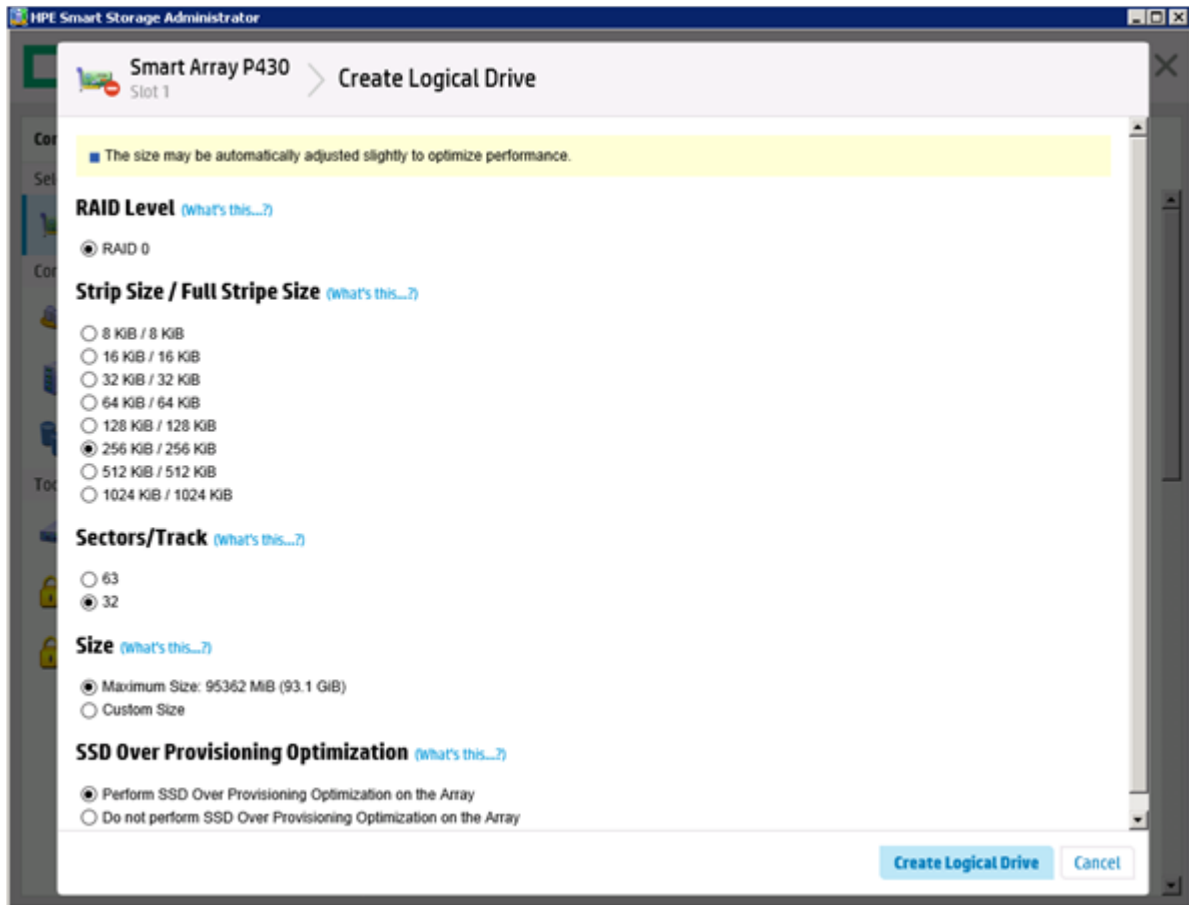 HPE Smart Storage Administrator
Smart Array P430
Slot 1
Create Logical Drive
The size may be automatically adjusted slightly to optimize performance.
RAID Level (What's this...?)
RAID 0
Strip Size / Full Stripe Size (What's this...?)
8 KiB / 8 KiB
16 KiB / 16 KiB
32 KiB / 32 KiB
64 KiB / 64 KiB
128 KiB / 128 KiB
256 KiB / 256 KiB
512 KiB / 512 KiB
1024 KiB / 1024 KiB
Sectors/Track (What's this...?)
63
32
Size (What's this...?)
Maximum Size: 95362 MiB (93.1 GiB)
Custom Size
SSD Over Provisioning Optimization (What's this...?)
Perform SSD Over Provisioning Optimization on the Array
Do not perform SSD Over Provisioning Optimization on the Array
Create Logical Drive Cancel